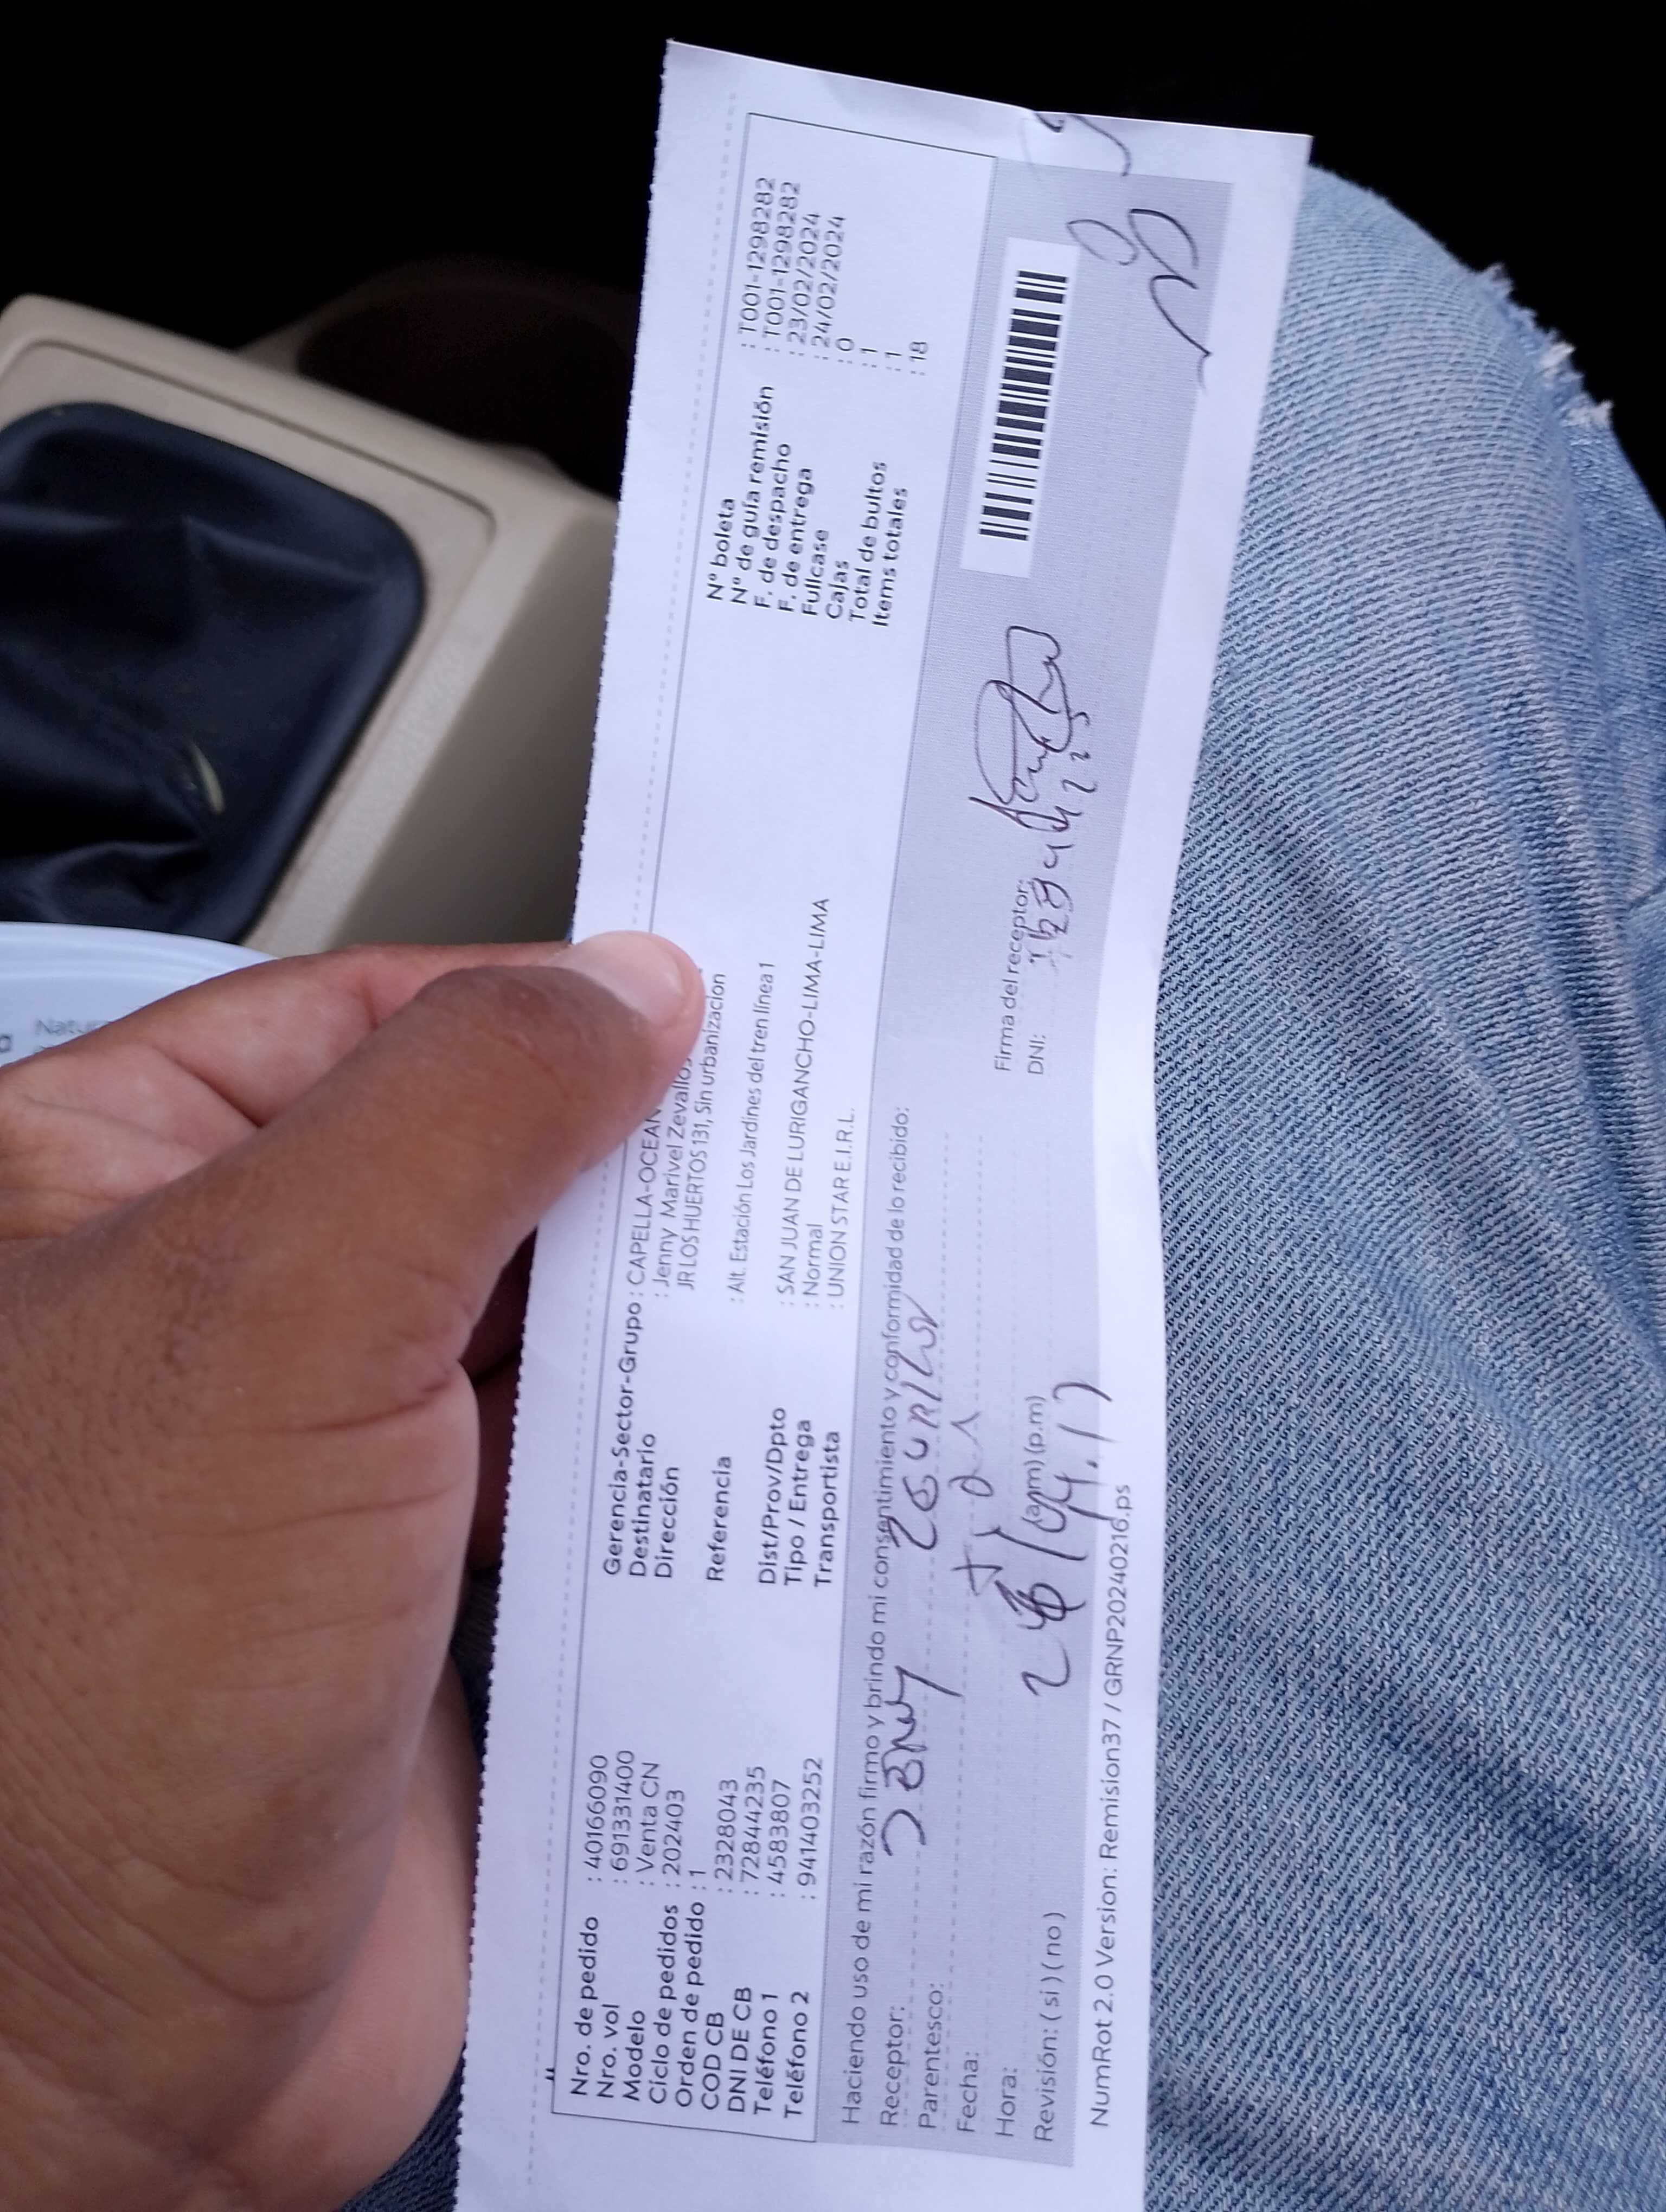 Nro. de pedido : 40166090
Nro. vol : 691331400
Modelo : Venta CN
Ciclo de pedidos : 202403
Orden de pedido : 1
COD CB : 2328043
DNI DE CB : 72844235
Teléfono 1 : 4583807
Teléfono 2 : 941403252
Gerencia-Sector-Grupo : CAPELLA-OCEAN
Destinatario : Jenny Marivel Zevallos
Dirección JR LOS HUERTOS 131, Sin urbanizacion
Referencia : Alt. Estación Los Jardines del tren línea 1
Dist/Prov/Dpto : SAN JUAN DE LURIGANCHO-LIMA-LIMA
Tipo / Entrega : Normal
Transportista : UNION STAR E.I.R.L.
N° boleta : T001-1298282
N° de guía remisión : T001-1298282
F. de despacho : 23/02/2024
F. de entrega : 24/02/2024
Fullcase : 0
Cajas : 1
Total de bultos : 1
Items totales : 18
Haciendo uso de mi razón firmo y brindo mi consentimiento y conformidad de lo recibido:
Receptor:
Parentesco:
Fecha:
Hora: (a.m) (p.m)
Revisión: ( si ) ( no )
Firma del receptor:
DNI: 72844235
NumRot 2.0 Version: Remision37 / GRNP20240216.ps
Natur
a